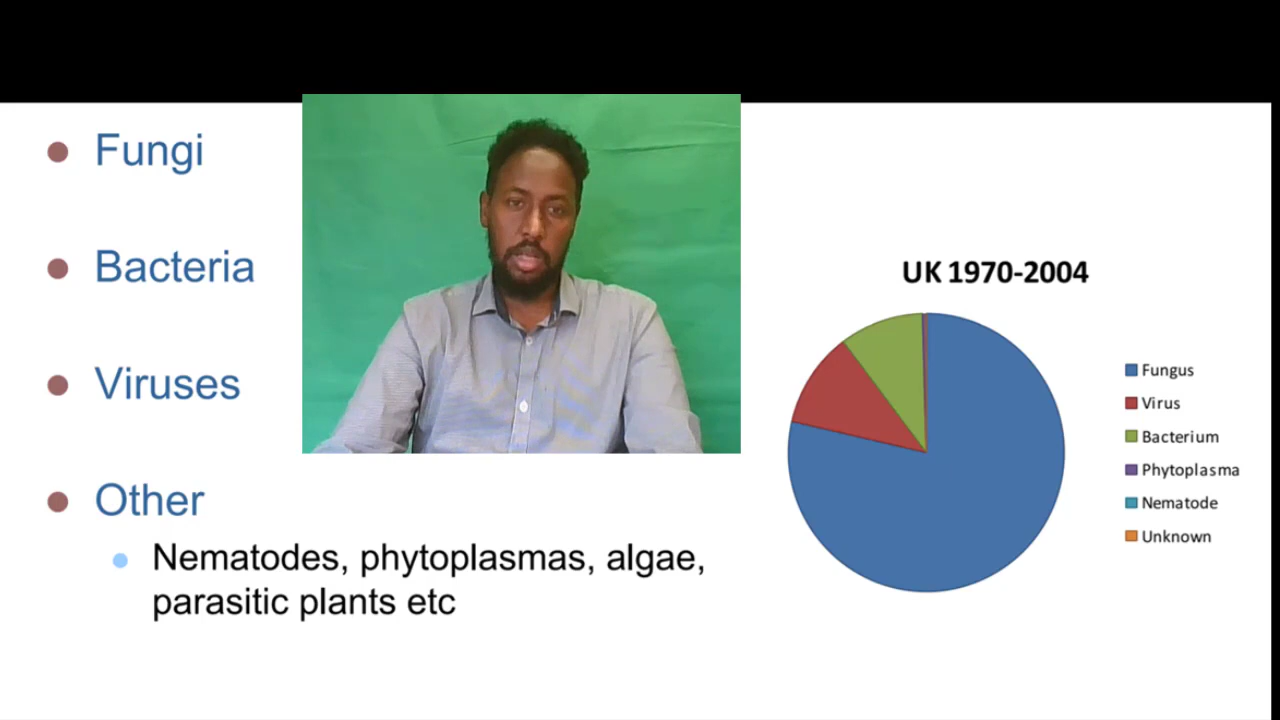 Fungi
Bacteria
Viruses
Other
Nematodes, phytoplasmas, algae,
parasitic plants etc
UK 1970-2004
Fungus
Virus
Bacterium
Phytoplasma
Nematode
Unknown